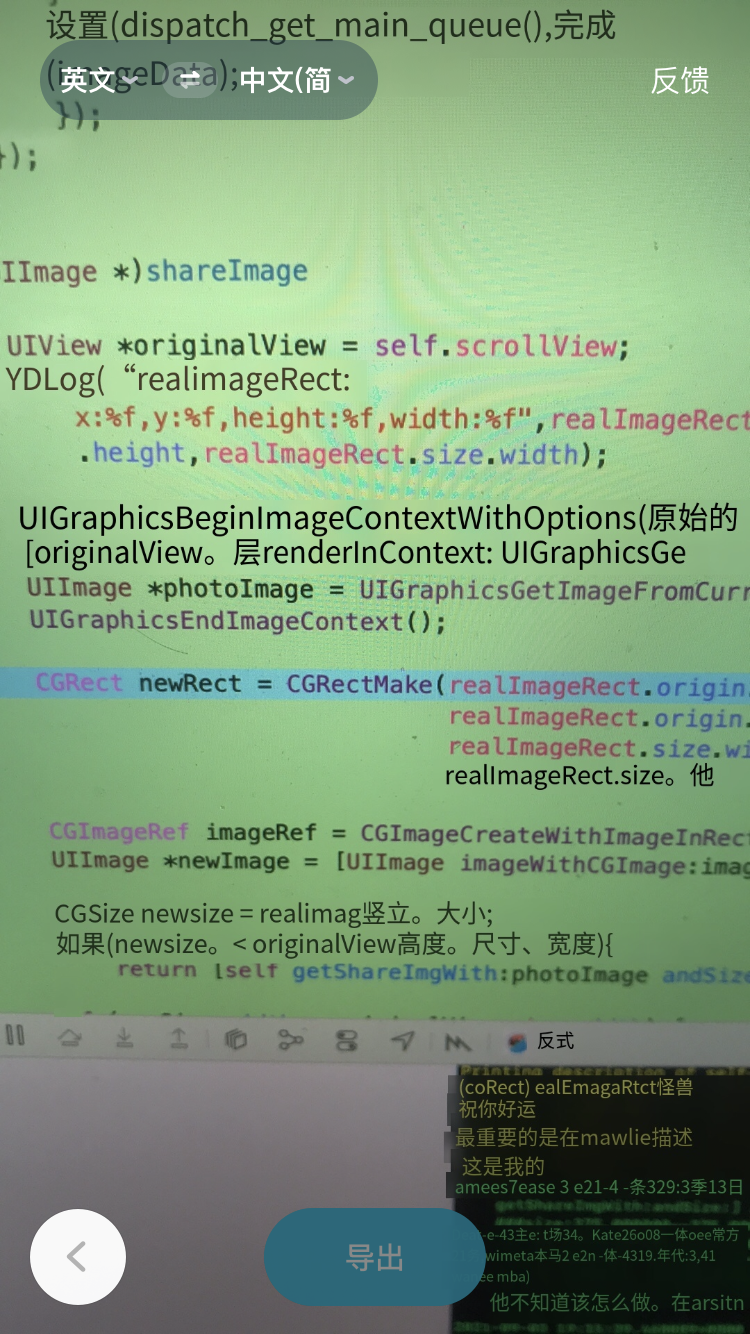 设置(dispatch_get_main_queue(),完成
(imageData);
英文 中文(简
反馈
});
});
IImage *)shareImage
UIView *originalView = self.scrollView;
YDLog( “realimageRect:
x:%f,y:%f,height:%f,width:%f",realImageRect
.height,realImageRect.size.width);
UIGraphicsBeginImageContextWithOptions(原始的
[originalView。层renderInContext: UIGraphicsGe
UIImage *photoImage = UIGraphicsGetImageFromCurr
UIGraphicsEndImageContext();
CGRect newRect = CGRectMake(realImageRect.origin.
realImageRect.origin.
realImageRect.size.wi
realImageRect.size。他
CGImageRef imageRef = CGImageCreateWithImageInRect
UIImage *newImage = [UIImage imageWithCGImage:imag
CGSize newsize = realimag竖立。大小;
如果(newsize。< originalView高度。尺寸、宽度){
return [self getShareImgWith:photoImage andSize
反式
Printing description of self
(coRect) ealEmagaRtct怪兽
祝你好运
最重要的是在mawlie描述
这是我的
amees7ease 3 e21-4 -条329:3季13日
getShareImgWith:andSize:]
-e-43主e: t场34。Kate26o08一体oee常方
wimeta本马2 e2n -体-4319.年代:3,41
ee mba)
导出
他不知道该怎么做。在arsitn